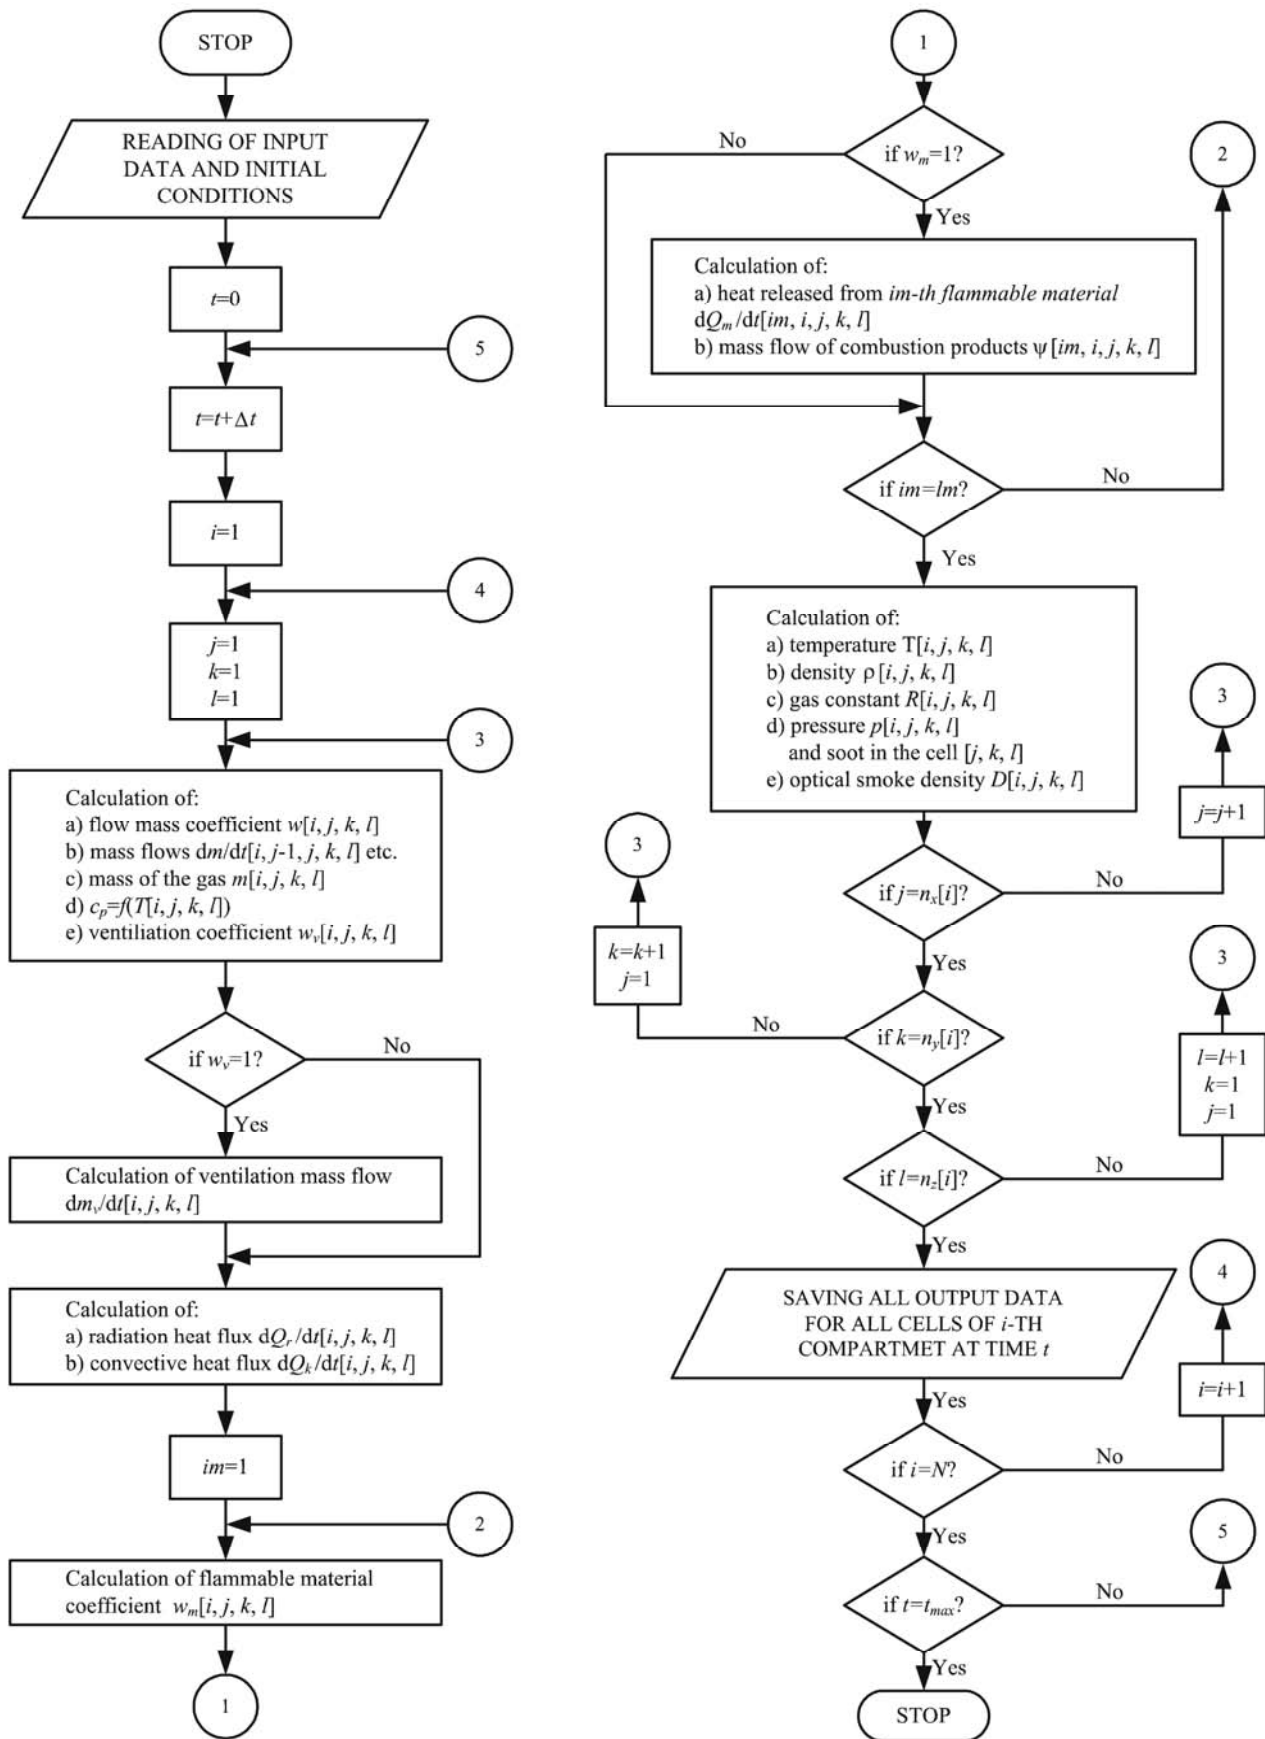 STOP
READING OF INPUT
DATA AND INITIAL
CONDITIONS
t=0
5
t=t+Δt
i=1
4
j=1
k=1
l=1
3
Calculation of:
a) flow mass coefficient w[i, j, k, l]
b) mass flows dm/dt[i, j-1, j, k, l] etc.
c) mass of the gas m[i, j, k, l]
d) cₚ=f(T[i, j, k, l])
e) ventiliation coefficient wᵥ[i, j, k, l]
if wᵥ=1?
No
Yes
Calculation of ventilation mass flow
dmᵥ/dt[i, j, k, l]
Calculation of:
a) radiation heat flux dQᵣ/dt[i, j, k, l]
b) convective heat flux dQₖ/dt[i, j, k, l]
im=1
2
Calculation of flammable material
coefficient wₘ[i, j, k, l]
1
1
if wₘ=1?
No
Yes
2
Calculation of:
a) heat released from im-th flammable material
dQₘ/dt[im, i, j, k, l]
b) mass flow of combustion products ψ[im, i, j, k, l]
if im=lm?
No
Yes
Calculation of:
a) temperature T[i, j, k, l]
b) density ρ[i, j, k, l]
c) gas constant R[i, j, k, l]
d) pressure p[i, j, k, l]
and soot in the cell [j, k, l]
e) optical smoke density D[i, j, k, l]
3
j=j+1
if j=nₓ[i]?
No
Yes
3
k=k+1
j=1
No
if k=n_y[i]?
Yes
3
l=l+1
k=1
j=1
if l=n_z[i]?
No
Yes
SAVING ALL OUTPUT DATA
FOR ALL CELLS OF i-TH
COMPARTMET AT TIME t
Yes
4
i=i+1
if i=N?
No
Yes
5
if t=tₘₐₓ?
No
Yes
STOP